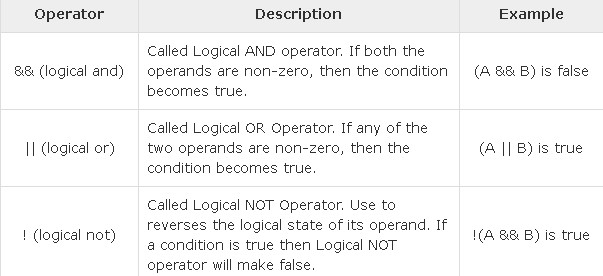 Operator Description Example
Called Logical AND operator. If both the
&& (logical and) operands are non-zero, then the condition (A && B) is false
becomes true.
Called Logical OR Operator. If any of the
|| (logical or) two operands are non-zero, then the (A || B) is true
condition becomes true.
Called Logical NOT Operator. Use to
reverses the logical state of its operand. If
! (logical not) a condition is true then Logical NOT !(A && B) is true
operator will make false.